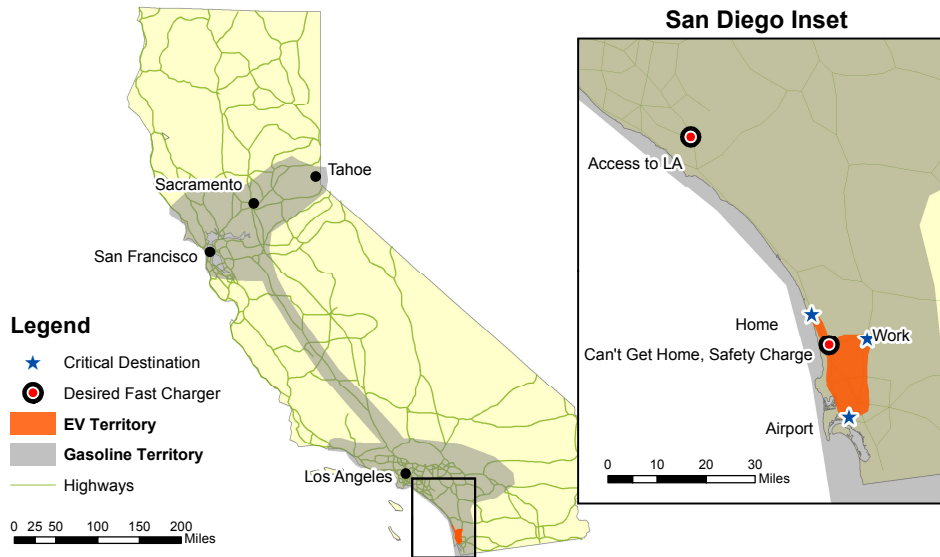 San Diego Inset
Tahoe
Sacramento
San Francisco
Los Angeles
Legend
Critical Destination
Desired Fast Charger
EV Territory
Gasoline Territory
Highways
0 25 50 100 150 200
Miles
Access to LA
Home
Work
Can't Get Home, Safety Charge
Airport
0 10 20 30
Miles